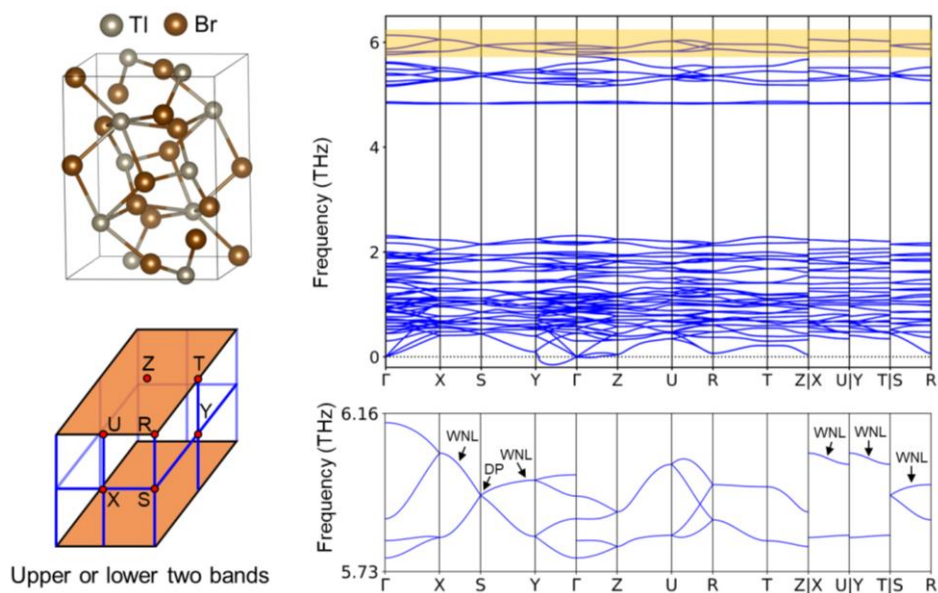 Tl Br
Z
T
U R Y
X S
Upper or lower two bands
Frequency (THz)
6
4
2
0
Γ X S Y Γ Z U R T Z|X U|Y T|S R
Frequency (THz)
6.16
WNL
DP
WNL
WNL
WNL
WNL
5.73
Γ X S Y Γ Z U R T Z|X U|Y T|S R